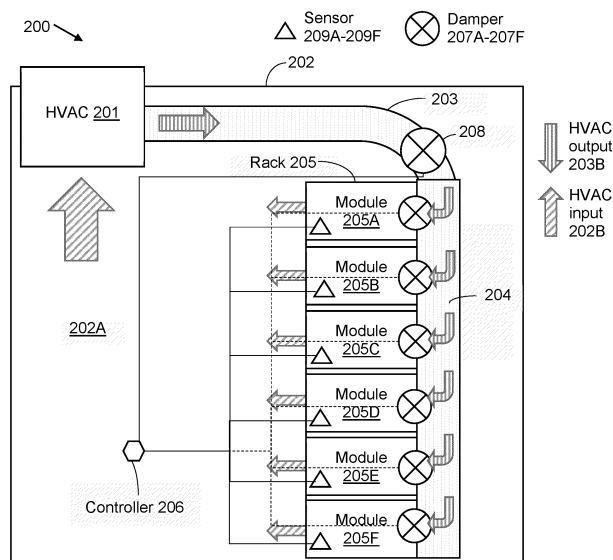 200
Sensor
209A-209F
Damper
207A-207F
202
HVAC 201
203
208
HVAC
output
203B
Rack 205
HVAC
input
202B
Module
205A
Module
205B
204
202A
Module
205C
Module
205D
Module
205E
Controller 206
Module
205F